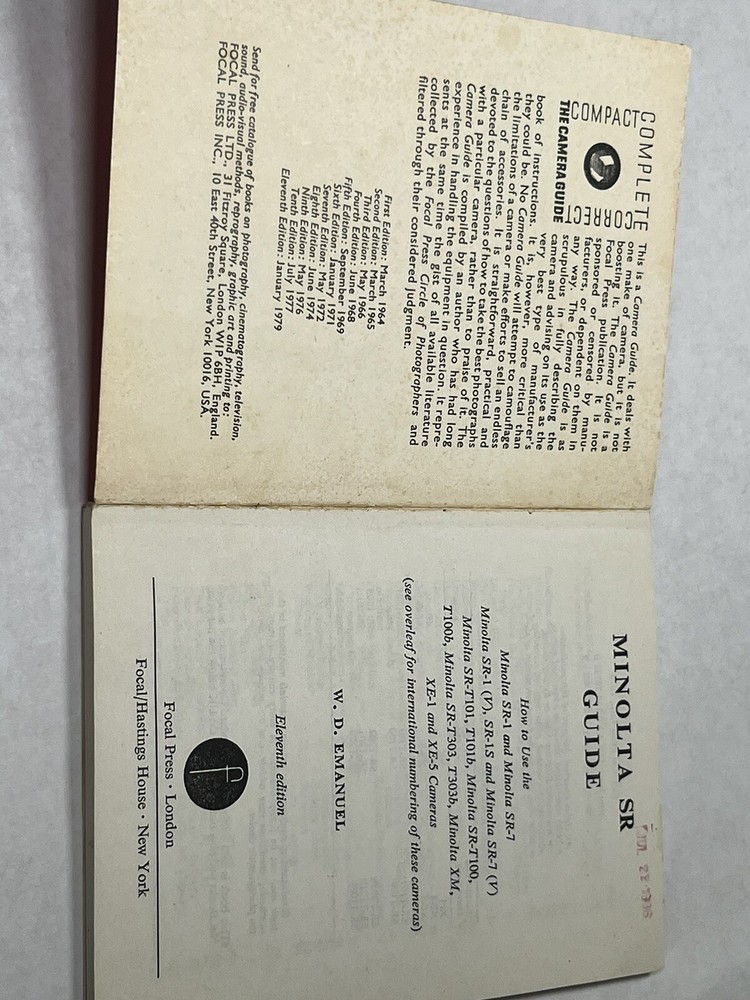 COMPLETE
COMPACT
CORRECT
THE CAMERA GUIDE
This is a Camera Guide. It deals with
one make of camera, but it is not
boosting it. The Camera Guide is a
Focal Press publication. It is not
sponsored or censored by manu-
facturers, or dependent on them in
any way. The Camera Guide is as
scrupulous in fully describing the
camera and advising on its use as the
very best type of manufacturer's
book of instructions. It is, however, more critical than
they could be. No Camera Guide will attempt to camouflage
the limitations of a camera or make efforts to sell an endless
chain of accessories. It is straightforward, practical and
devoted to the questions of how to take the best photographs
with a particular camera, rather than to praise of it. The
Camera Guide is compiled by an author who has had long
experience in handling the equipment in question. It repre-
sents at the same time the gist of all available literature
collected by the Focal Press Circle of Photographers and
filtered through their considered judgment.
First Edition: March 1964
Second Edition: March 1965
Third Edition: May 1966
Fourth Edition: June 1968
Fifth Edition: September 1969
Sixth Edition: January 1971
Seventh Edition: May 1972
Eighth Edition: June 1974
Ninth Edition: May 1976
Tenth Edition: July 1977
Eleventh Edition: January 1979
Send for free catalogue of books on photography, cinematography, television,
sound, audio-visual methods, reprography, graphic art and printing to:
FOCAL PRESS LTD., 31 Fitzroy Square, London W1P 6BH, England.
FOCAL PRESS INC., 10 East 40th Street, New York 10016, USA.
MINOLTA SR
GUIDE
How to Use the
Minolta SR-1 and Minolta SR-7
Minolta SR-1 (V), SR-1S and Minolta SR-7 (V)
Minolta SR-T101, T101b, Minolta SR-T100,
T100b, Minolta SR-T303, T303b, Minolta XM,
XE-1 and XE-5 Cameras
(see overleaf for international numbering of these cameras)
W. D. EMANUEL
Eleventh edition
f
Focal Press · London
Focal/Hastings House · New York